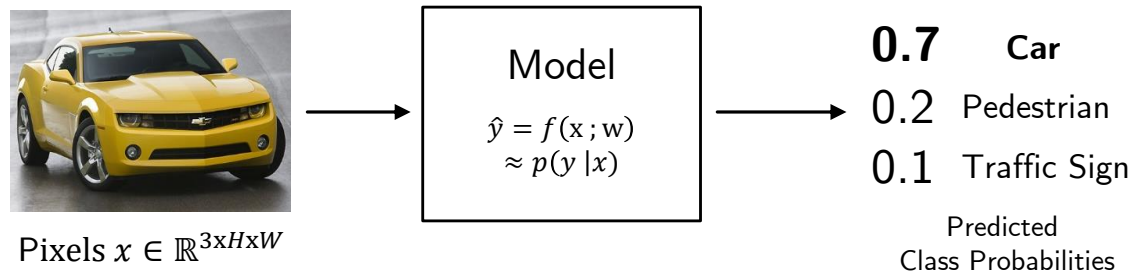 Pixels x ∈ ℝ^{3xHxW}
Model
ŷ = f(x ; w)
≈ p(y |x)
0.7 Car
0.2 Pedestrian
0.1 Traffic Sign
Predicted
Class Probabilities